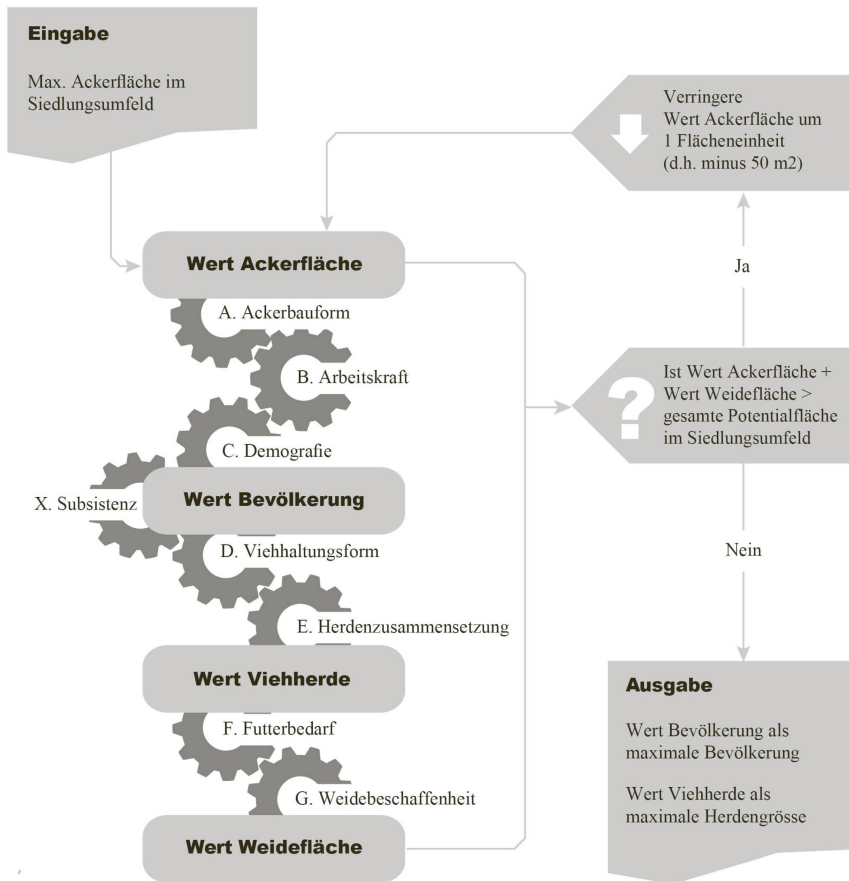 Eingabe
Max. Ackerfläche im
Siedlungsumfeld
Verringere
Wert Ackerfläche um
1 Flächeneinheit
(d.h. minus 50 m2)
Wert Ackerfläche
A. Ackerbauform
B. Arbeitskraft
C. Demografie
X. Subsistenz
Wert Bevölkerung
D. Viehhaltungsform
E. Herdenzusammensetzung
Wert Viehherde
F. Futterbedarf
G. Weidebeschaffenheit
Wert Weidefläche
Ja
?
Ist Wert Ackerfläche +
Wert Weidefläche >
gesamte Potentialfläche
im Siedlungsumfeld
Nein
Ausgabe
Wert Bevölkerung als
maximale Bevölkerung
Wert Viehherde als
maximale Herdengrösse